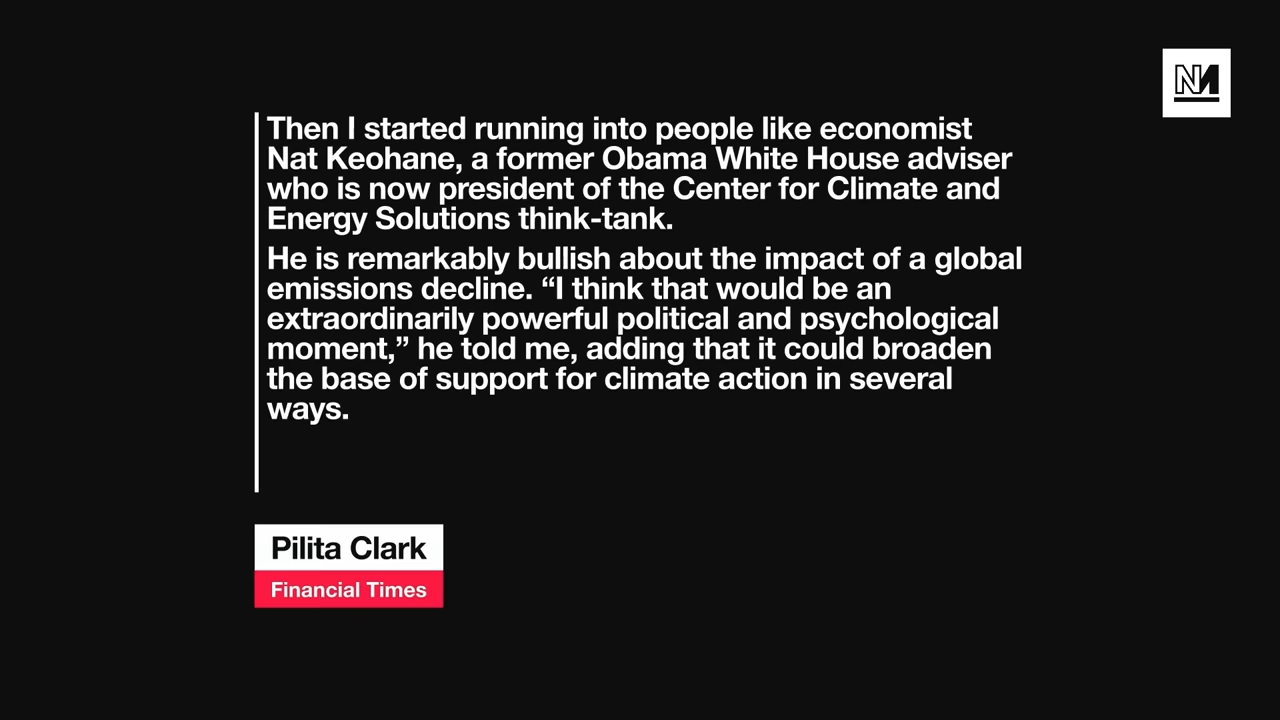 Then I started running into people like economist
Nat Keohane, a former Obama White House adviser
who is now president of the Center for Climate and
Energy Solutions think-tank.
He is remarkably bullish about the impact of a global
emissions decline. “I think that would be an
extraordinarily powerful political and psychological
moment,” he told me, adding that it could broaden
the base of support for climate action in several
ways.
Pilita Clark
Financial Times
NM